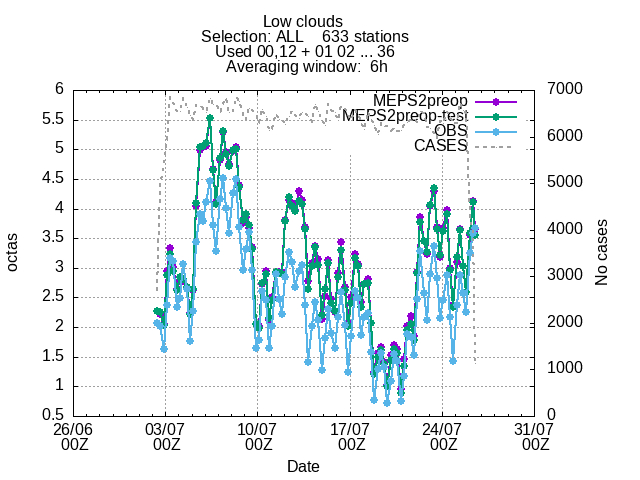 Low clouds
Selection: ALL 633 stations
Used 00,12 + 01 02 ... 36
Averaging window: 6h
MEPS2preop
MEPS2preop-test
OBS
CASES
octas
6
5.5
5
4.5
4
3.5
3
2.5
2
1.5
1
0.5
7000
6000
5000
4000
3000
2000
1000
0
No cases
26/06 03/07 10/07 17/07 24/07 31/07
00Z 00Z 00Z 00Z 00Z 00Z
Date